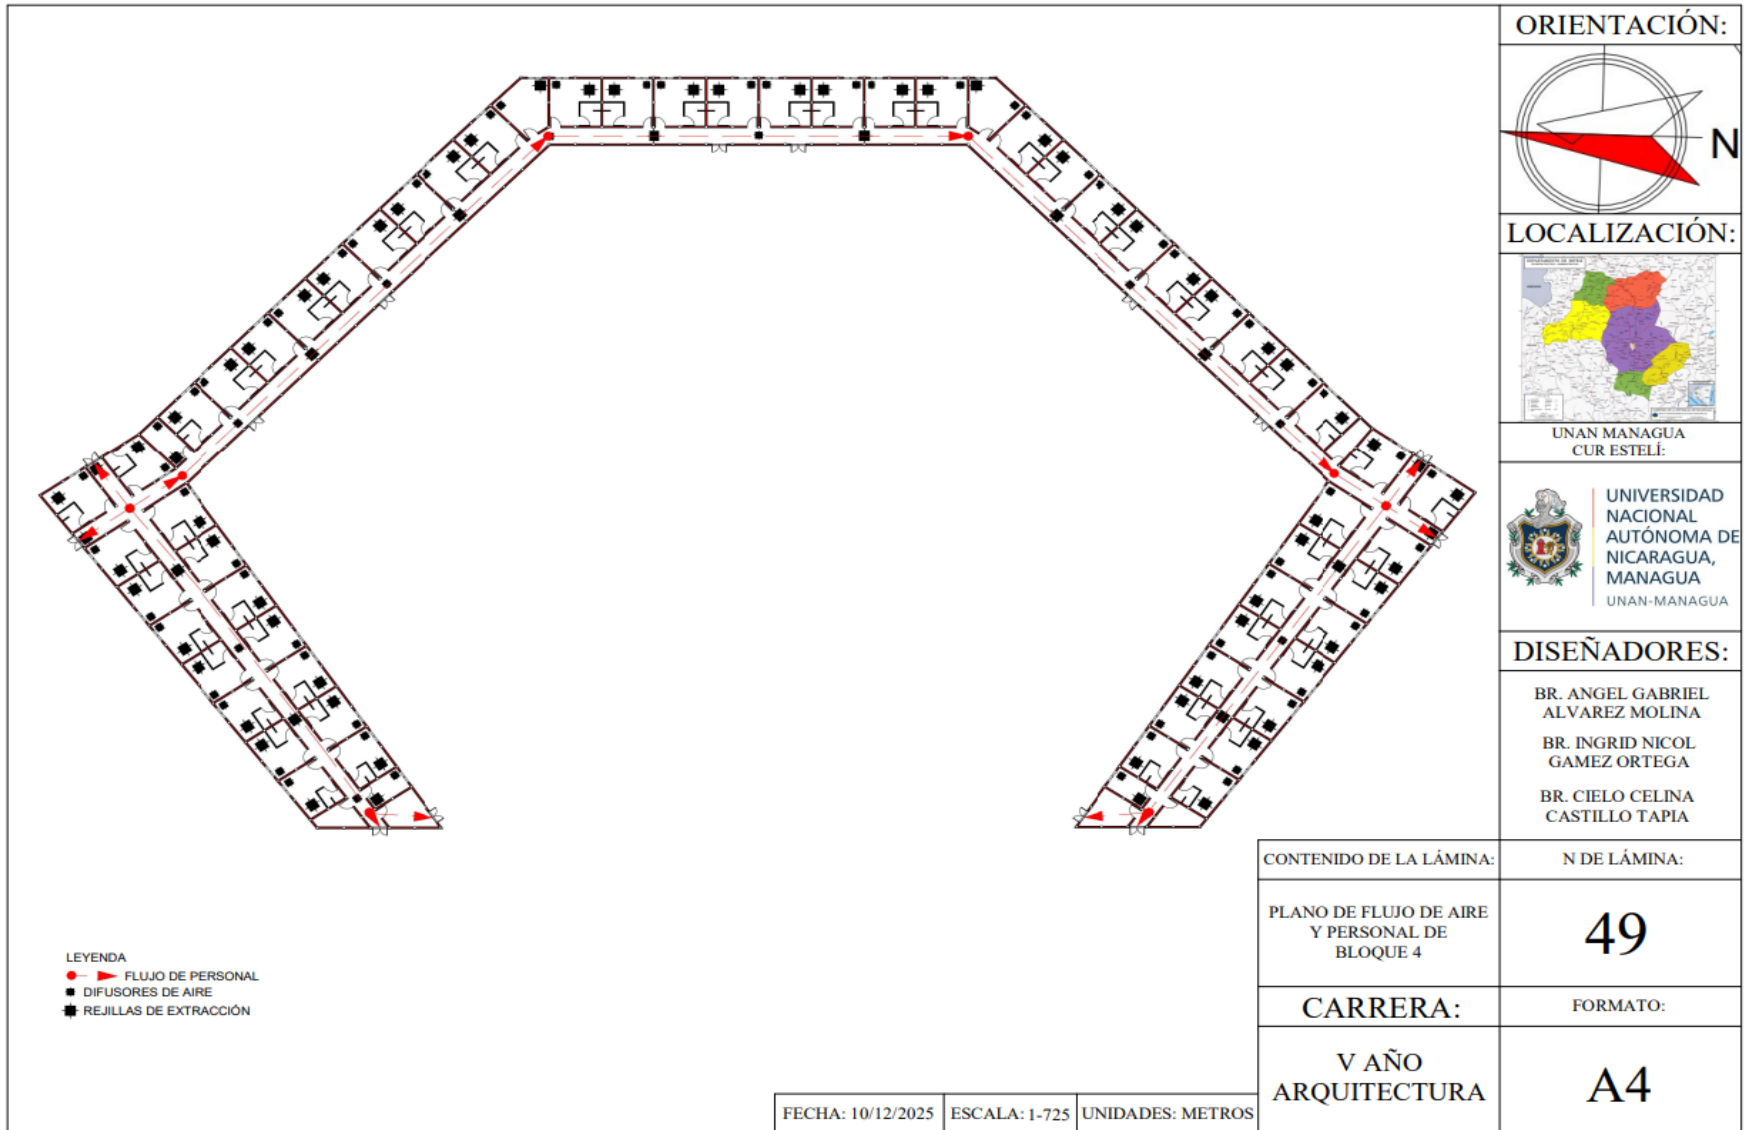 ORIENTACIÓN:
N
LOCALIZACIÓN:
UNAN MANAGUA
CUR ESTELÍ:
UNIVERSIDAD
NACIONAL
AUTÓNOMA DE
NICARAGUA,
MANAGUA
UNAN-MANAGUA
DISEÑADORES:
BR. ANGEL GABRIEL
ALVAREZ MOLINA
BR. INGRID NICOL
GAMEZ ORTEGA
BR. CIELO CELINA
CASTILLO TAPIA
CONTENIDO DE LA LÁMINA:
N DE LÁMINA:
PLANO DE FLUJO DE AIRE
Y PERSONAL DE
BLOQUE 4
49
CARRERA:
FORMATO:
V AÑO
ARQUITECTURA
A4
LEYENDA
FLUJO DE PERSONAL
DIFUSORES DE AIRE
REJILLAS DE EXTRACCIÓN
FECHA: 10/12/2025
ESCALA: 1-725
UNIDADES: METROS